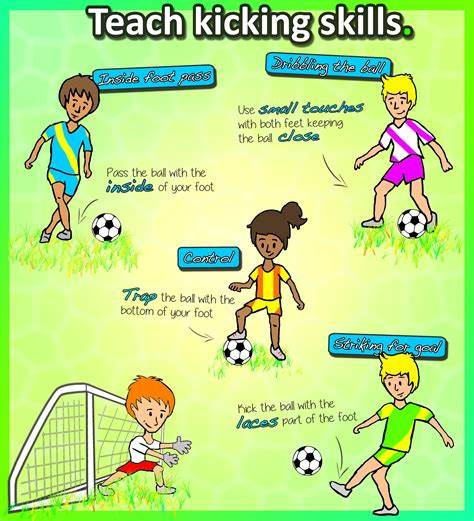 Teach kicking skills.
Inside foot pass
Pass the ball with the
inside of your foot
Dribbling the ball
Use small touches
with both feet keeping
the ball close
Control
Trap the ball with the
bottom of your foot
Striking for goal
Kick the ball with the
laces part of the foot